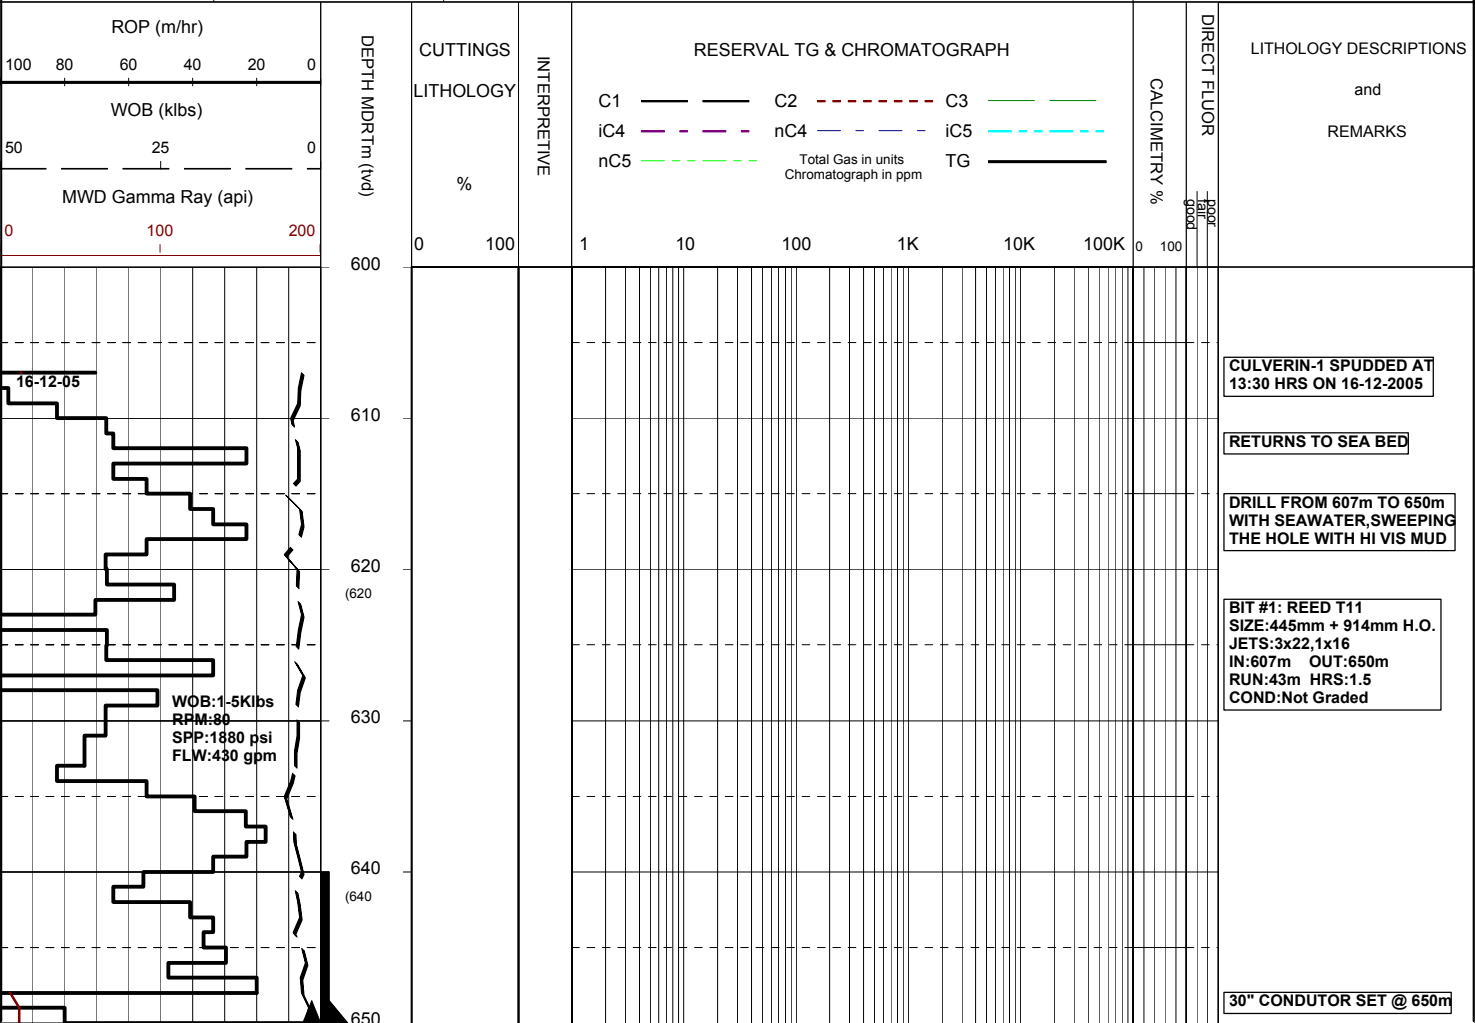 ROP (m/hr)
100 80 60 40 20 0
WOB (klbs)
50 25 0
MWD Gamma Ray (api)
0 100 200
DEPTH MDRTm (tvd)
CUTTINGS
LITHOLOGY
%
0 100
INTERPRETIVE
RESERVAL TG & CHROMATOGRAPH
C1 C2 C3
iC4 nC4 iC5
nC5 Total Gas in units TG
Chromatograph in ppm
1 10 100 1K 10K 100K
CALCIMETRY %
0 100
DIRECT FLUOR
poor
fair
good
LITHOLOGY DESCRIPTIONS
and
REMARKS
600
16-12-05
610
620
(620
WOB:1-5Klbs
RPM:80
SPP:1880 psi
FLW:430 gpm
630
640
(640
650
CULVERIN-1 SPUDDED AT
13:30 HRS ON 16-12-2005
RETURNS TO SEA BED
DRILL FROM 607m TO 650m
WITH SEAWATER,SWEEPING
THE HOLE WITH HI VIS MUD
BIT #1: REED T11
SIZE:445mm + 914mm H.O.
JETS:3x22,1x16
IN:607m OUT:650m
RUN:43m HRS:1.5
COND:Not Graded
30" CONDUTOR SET @ 650m